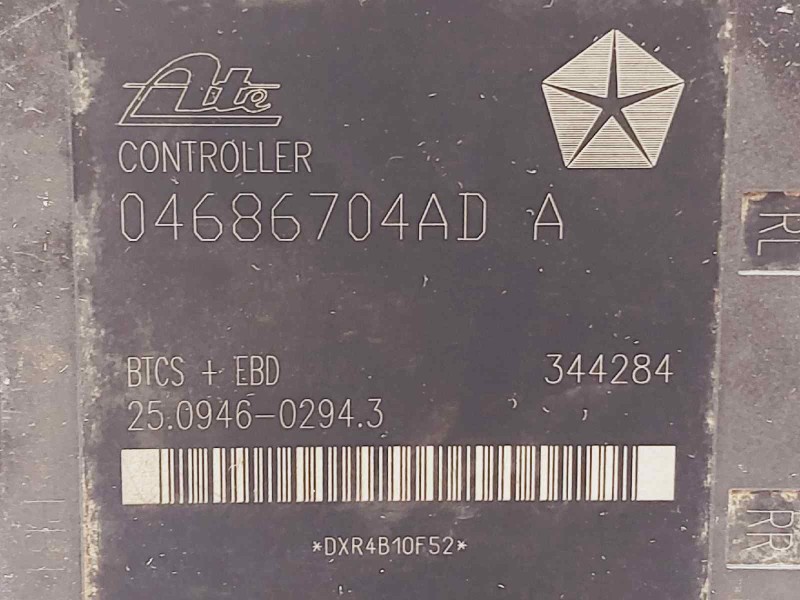 Ate
CONTROLLER
04686704AD A
BTCS + EBD 344284
25.0946-0294.3
*DXR4B10F52*
RL
RR